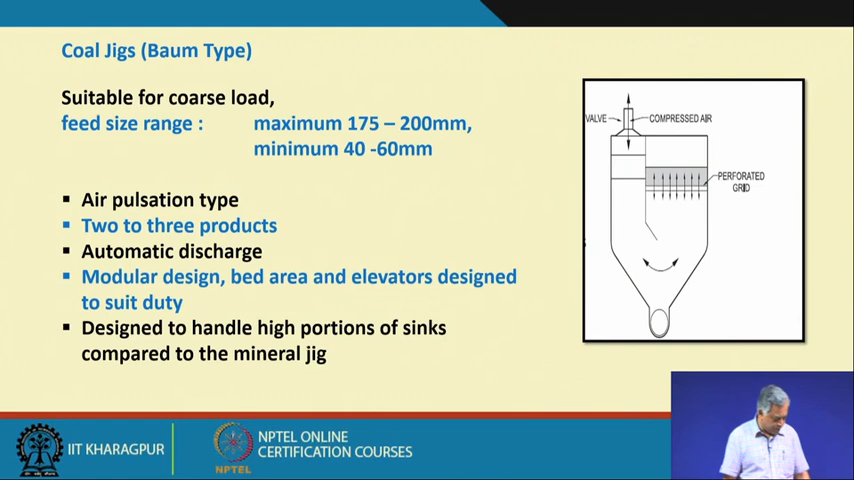 Coal Jigs (Baum Type)
Suitable for coarse load,
feed size range : maximum 175 – 200mm,
minimum 40 -60mm
▪ Air pulsation type
▪ Two to three products
▪ Automatic discharge
▪ Modular design, bed area and elevators designed
to suit duty
▪ Designed to handle high portions of sinks
compared to the mineral jig
VALVE
COMPRESSED AIR
PERFORATED
GRID
IIT KHARAGPUR
NPTEL
NPTEL ONLINE
CERTIFICATION COURSES